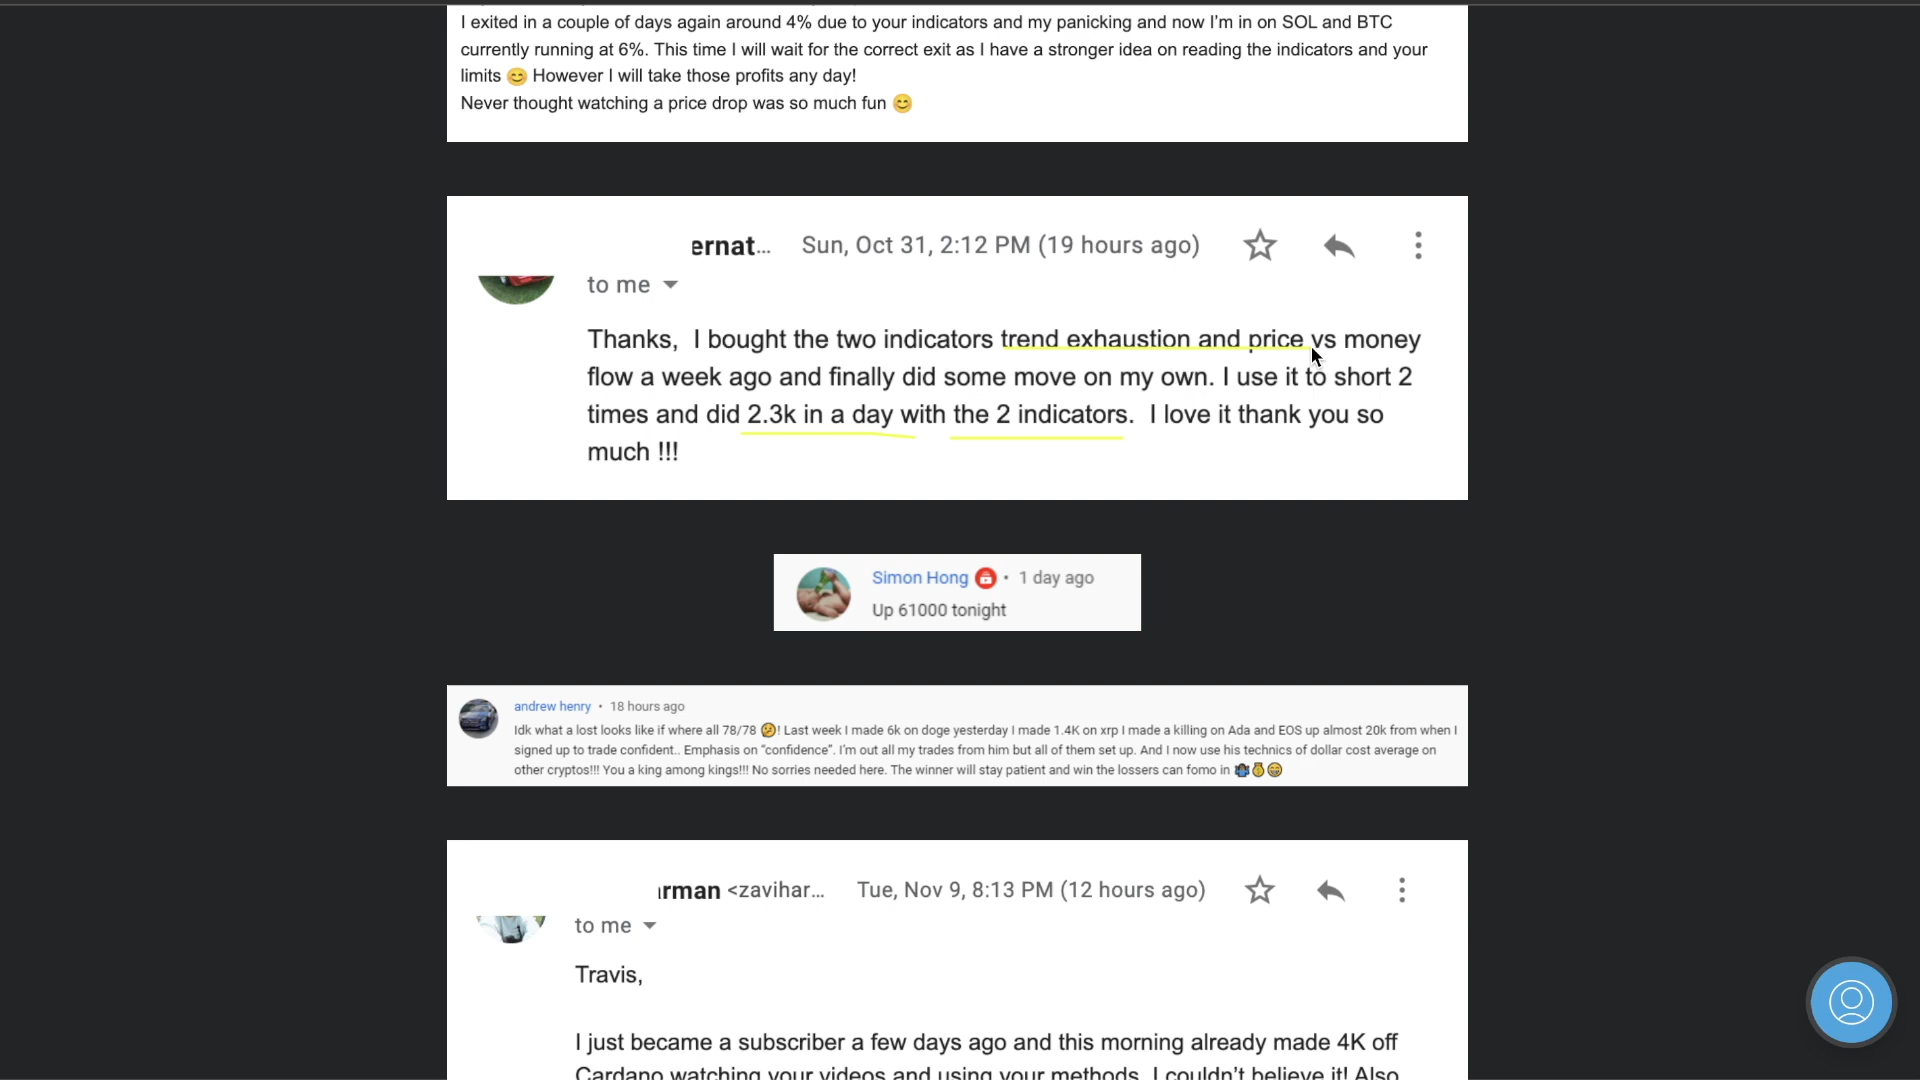 I exited in a couple of days again around 4% due to your indicators and my panicking and now I'm in on SOL and BTC
currently running at 6%. This time I will wait for the correct exit as I have a stronger idea on reading the indicators and your
limits 😊 However I will take those profits any day!
Never thought watching a price drop was so much fun 😊
ernat... Sun, Oct 31, 2:12 PM (19 hours ago)
to me
Thanks, I bought the two indicators trend exhaustion and price vs money
flow a week ago and finally did some move on my own. I use it to short 2
times and did 2.3k in a day with the 2 indicators. I love it thank you so
much !!!
Simon Hong • 1 day ago
Up 61000 tonight
andrew henry • 18 hours ago
Idk what a lost looks like if where all 78/78 🤔! Last week I made 6k on doge yesterday I made 1.4K on xrp I made a killing on Ada and EOS up almost 20k from when I
signed up to trade confident.. Emphasis on "confidence". I'm out all my trades from him but all of them set up. And I now use his technics of dollar cost average on
other cryptos!!! You a king among kings!!! No sorries needed here. The winner will stay patient and win the lossers can fomo in
rman <zavihar... Tue, Nov 9, 8:13 PM (12 hours ago)
to me
Travis,
I just became a subscriber a few days ago and this morning already made 4K off
Cardano watching your videos and using your methods. I couldn't believe it! Also